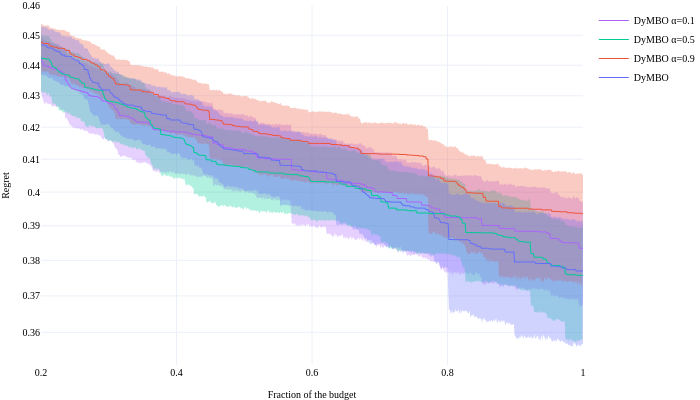 0.46
0.45
0.44
0.43
0.42
0.41
0.4
0.39
0.38
0.37
0.36
Regret
0.2
0.4
0.6
0.8
1
Fraction of the budget
DyMBO α=0.1
DyMBO α=0.5
DyMBO α=0.9
DyMBO